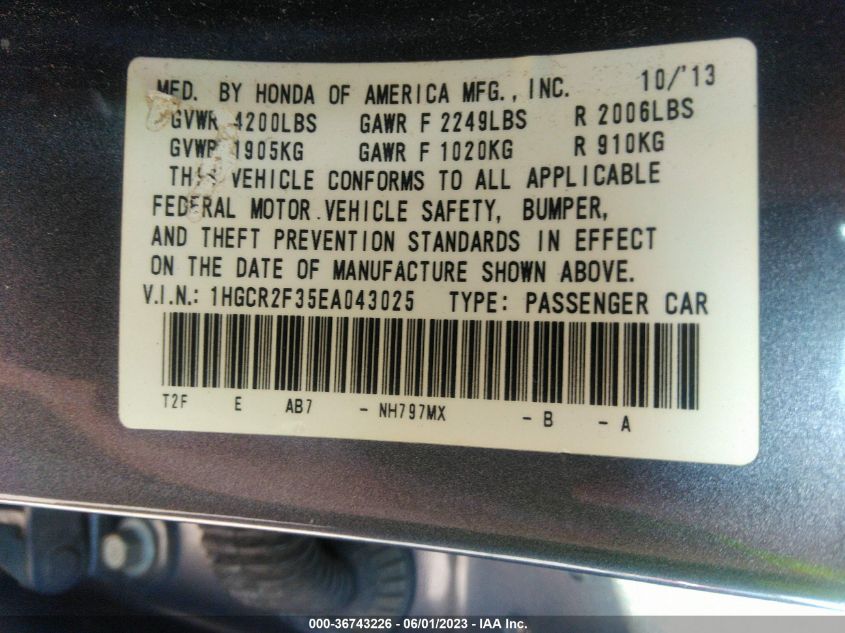 MFD. BY HONDA OF AMERICA MFG., INC. 10/'13
GVWR 4200LBS GAWR F 2249LBS R 2006LBS
GVWR 1905KG GAWR F 1020KG R 910KG
THIS VEHICLE CONFORMS TO ALL APPLICABLE
FEDERAL MOTOR VEHICLE SAFETY, BUMPER,
AND THEFT PREVENTION STANDARDS IN EFFECT
ON THE DATE OF MANUFACTURE SHOWN ABOVE.
V.I.N.: 1HGCR2F35EA043025 TYPE: PASSENGER CAR
T2F E AB7 - NH797MX - B - A
000-36743226 / 06/01/2023 - IAA Inc.